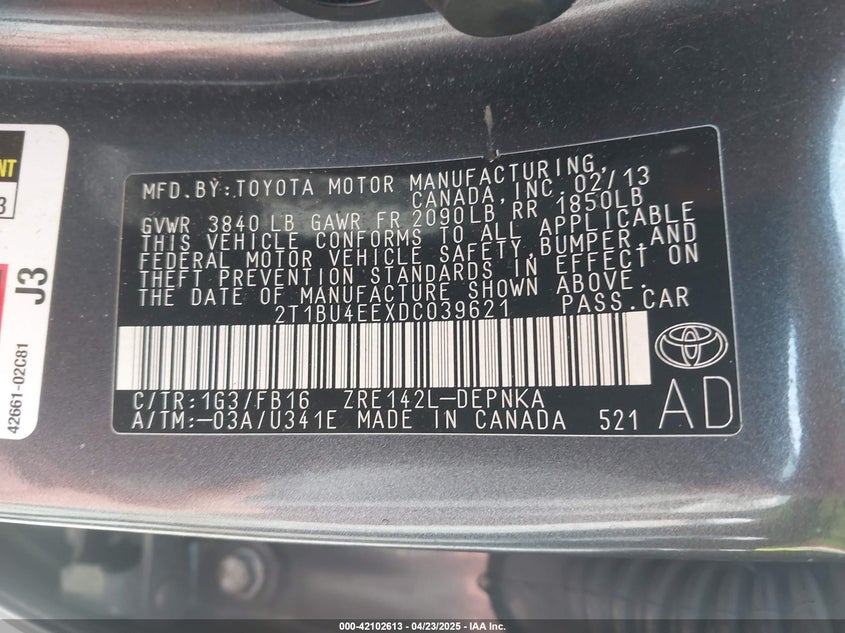 NT
3
J3
42661-02C81
MFD.BY:TOYOTA MOTOR MANUFACTURING,
CANADA,INC.02/13
GVWR 3840 LB GAWR FR 2090LB RR 1850LB
THIS VEHICLE CONFORMS TO ALL APPLICABLE
FEDERAL MOTOR VEHICLE SAFETY,BUMPER,AND
THEFT PREVENTION STANDARDS IN EFFECT ON
THE DATE OF MANUFACTURE SHOWN ABOVE.
2T1BU4EEXDC039621 PASS.CAR
C/TR:1G3/FB16 ZRE142L-DEPNKA
A/TM:-03A/U341E MADE IN CANADA 521
AD
000-42102613 - 04/23/2025 - IAA Inc.